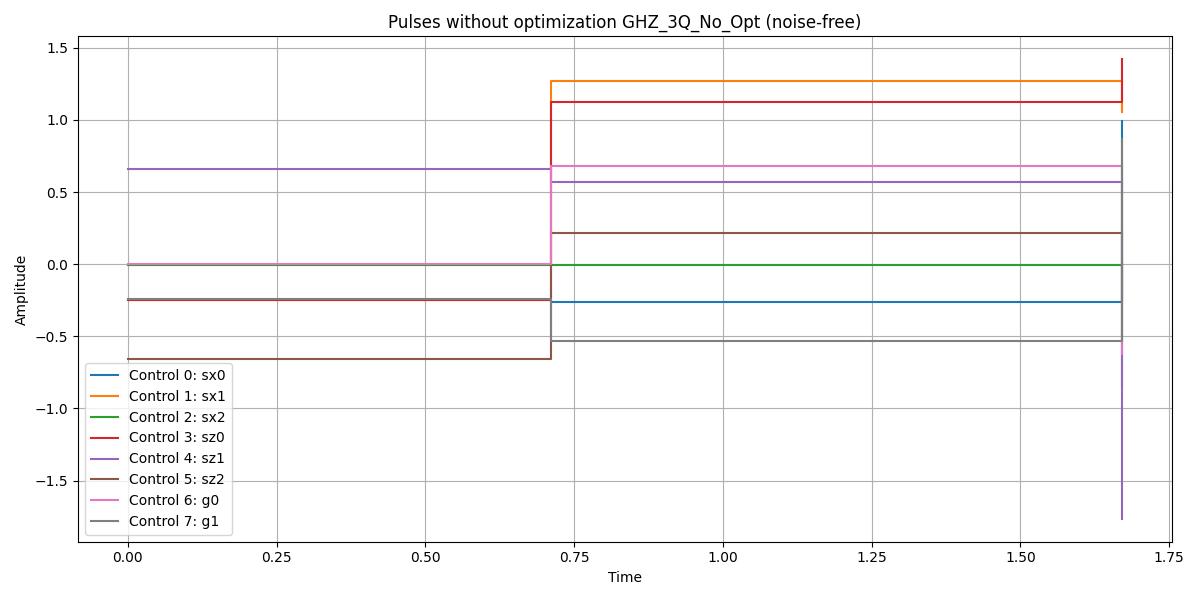 Pulses without optimization GHZ_3Q_No_Opt (noise-free)
1.5
1.0
0.5
0.0
−0.5
−1.0
−1.5
Amplitude
Control 0: sx0
Control 1: sx1
Control 2: sx2
Control 3: sz0
Control 4: sz1
Control 5: sz2
Control 6: g0
Control 7: g1
0.00 0.25 0.50 0.75 1.00 1.25 1.50 1.75
Time